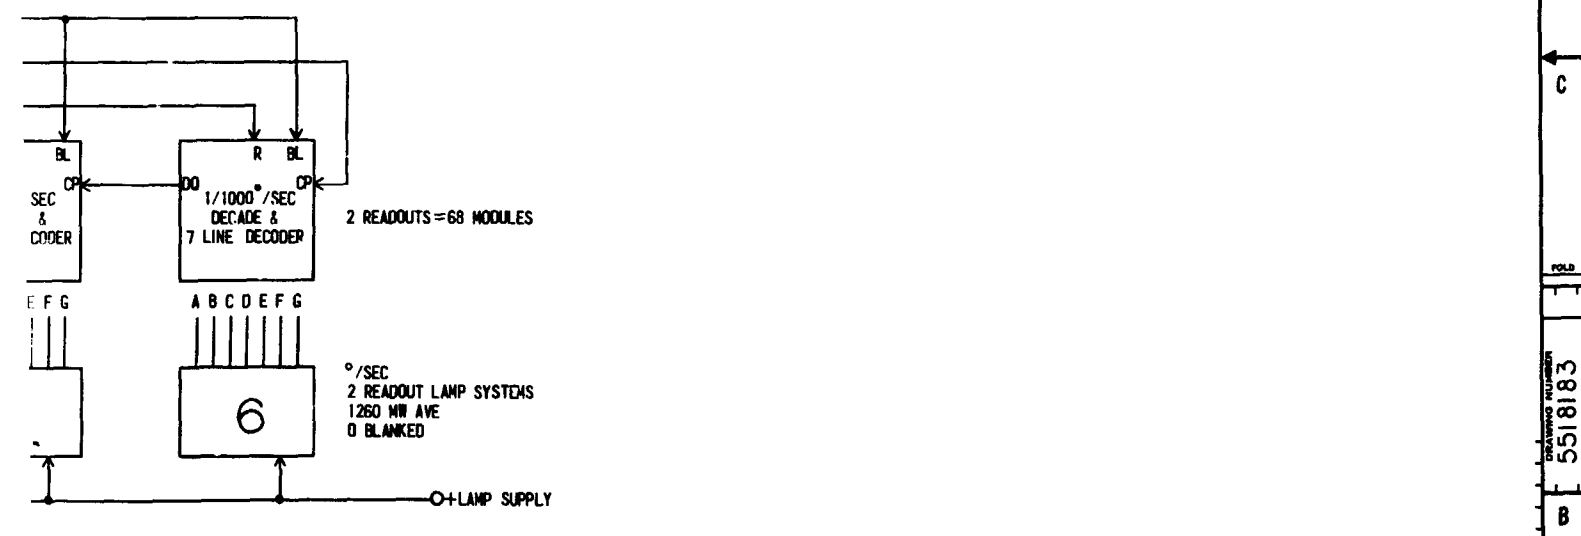 BL
CP
SEC
&
CODER
R BL
DO CP
1/1000°/SEC
DECADE &
7 LINE DECODER
2 READOUTS=68 MODULES
E F G
A B C D E F G
6
°/SEC
2 READOUT LAMP SYSTEMS
1260 MW AVE
0 BLANKED
+LAMP SUPPLY
C
FOLD
DRAWING NUMBER
5518183
B